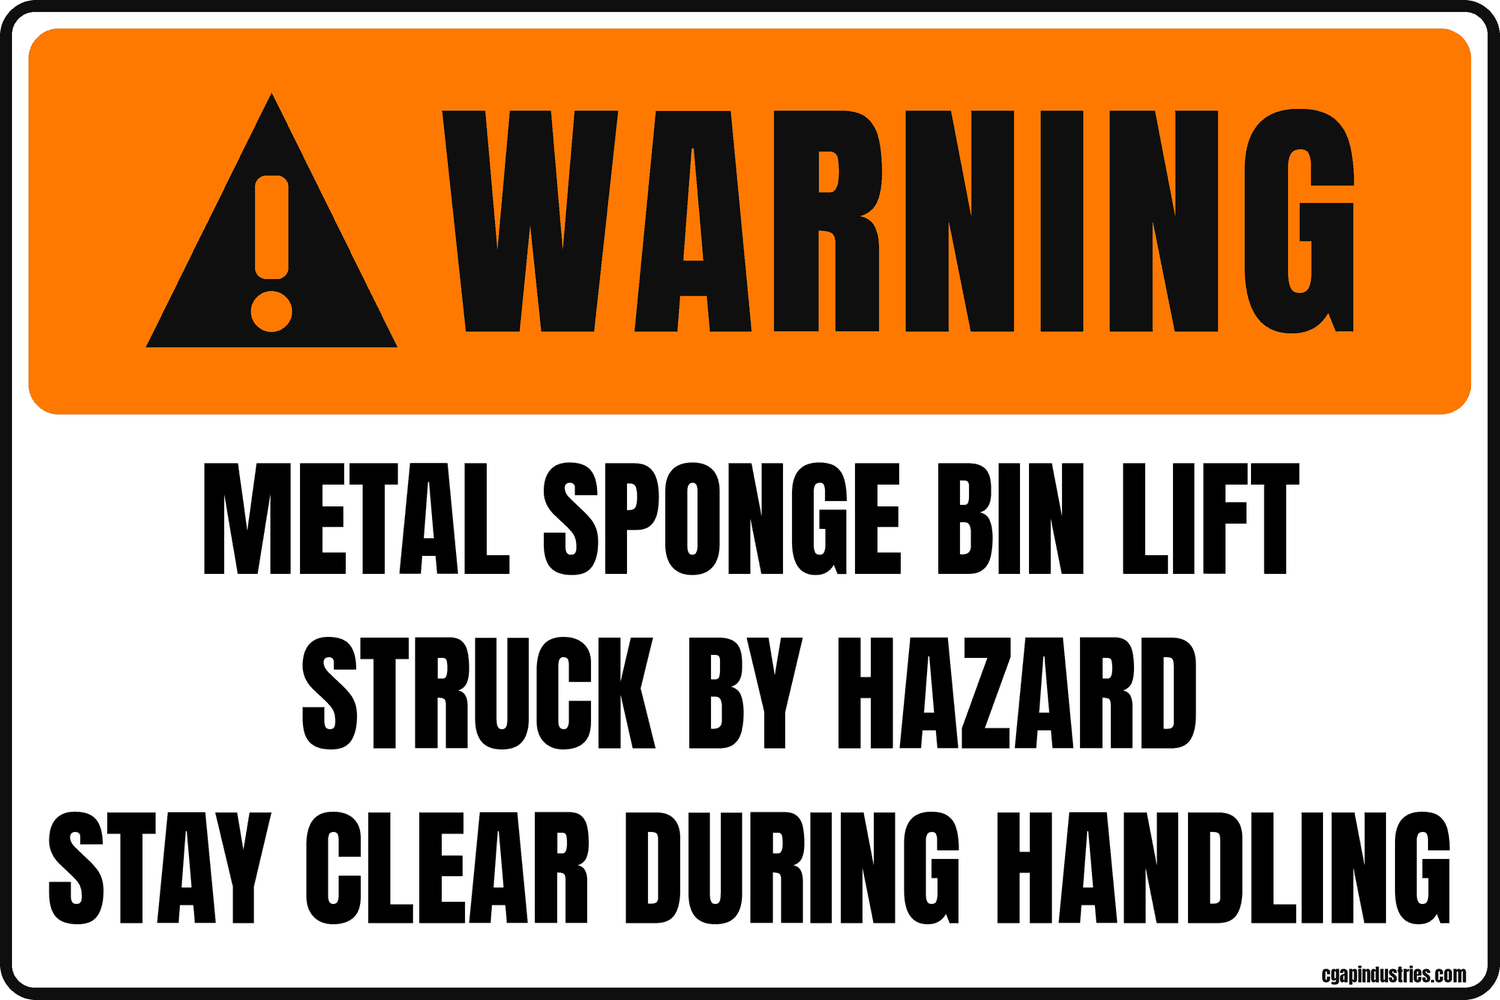 WARNING
METAL SPONGE BIN LIFT
STRUCK BY HAZARD
STAY CLEAR DURING HANDLING
cgapindustries.com